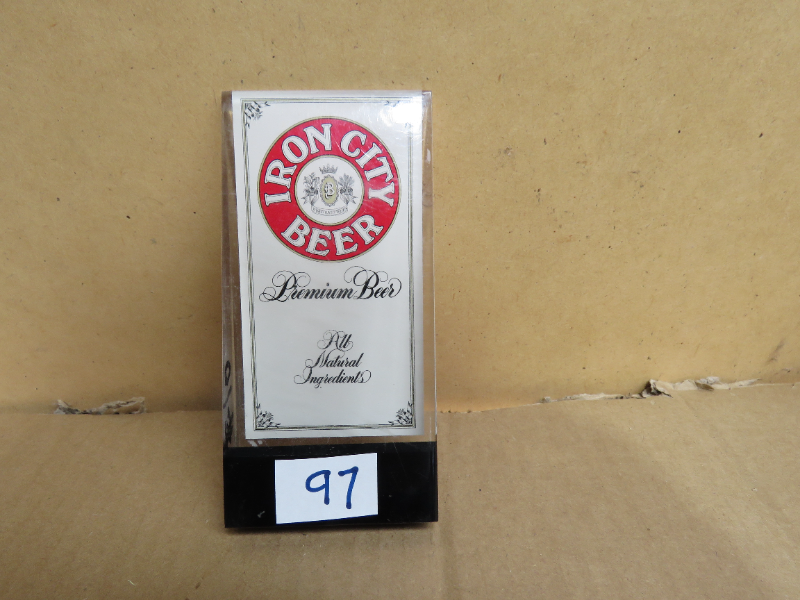 IRON CITY
BEER
Premium Beer
All
Natural
Ingredients
97